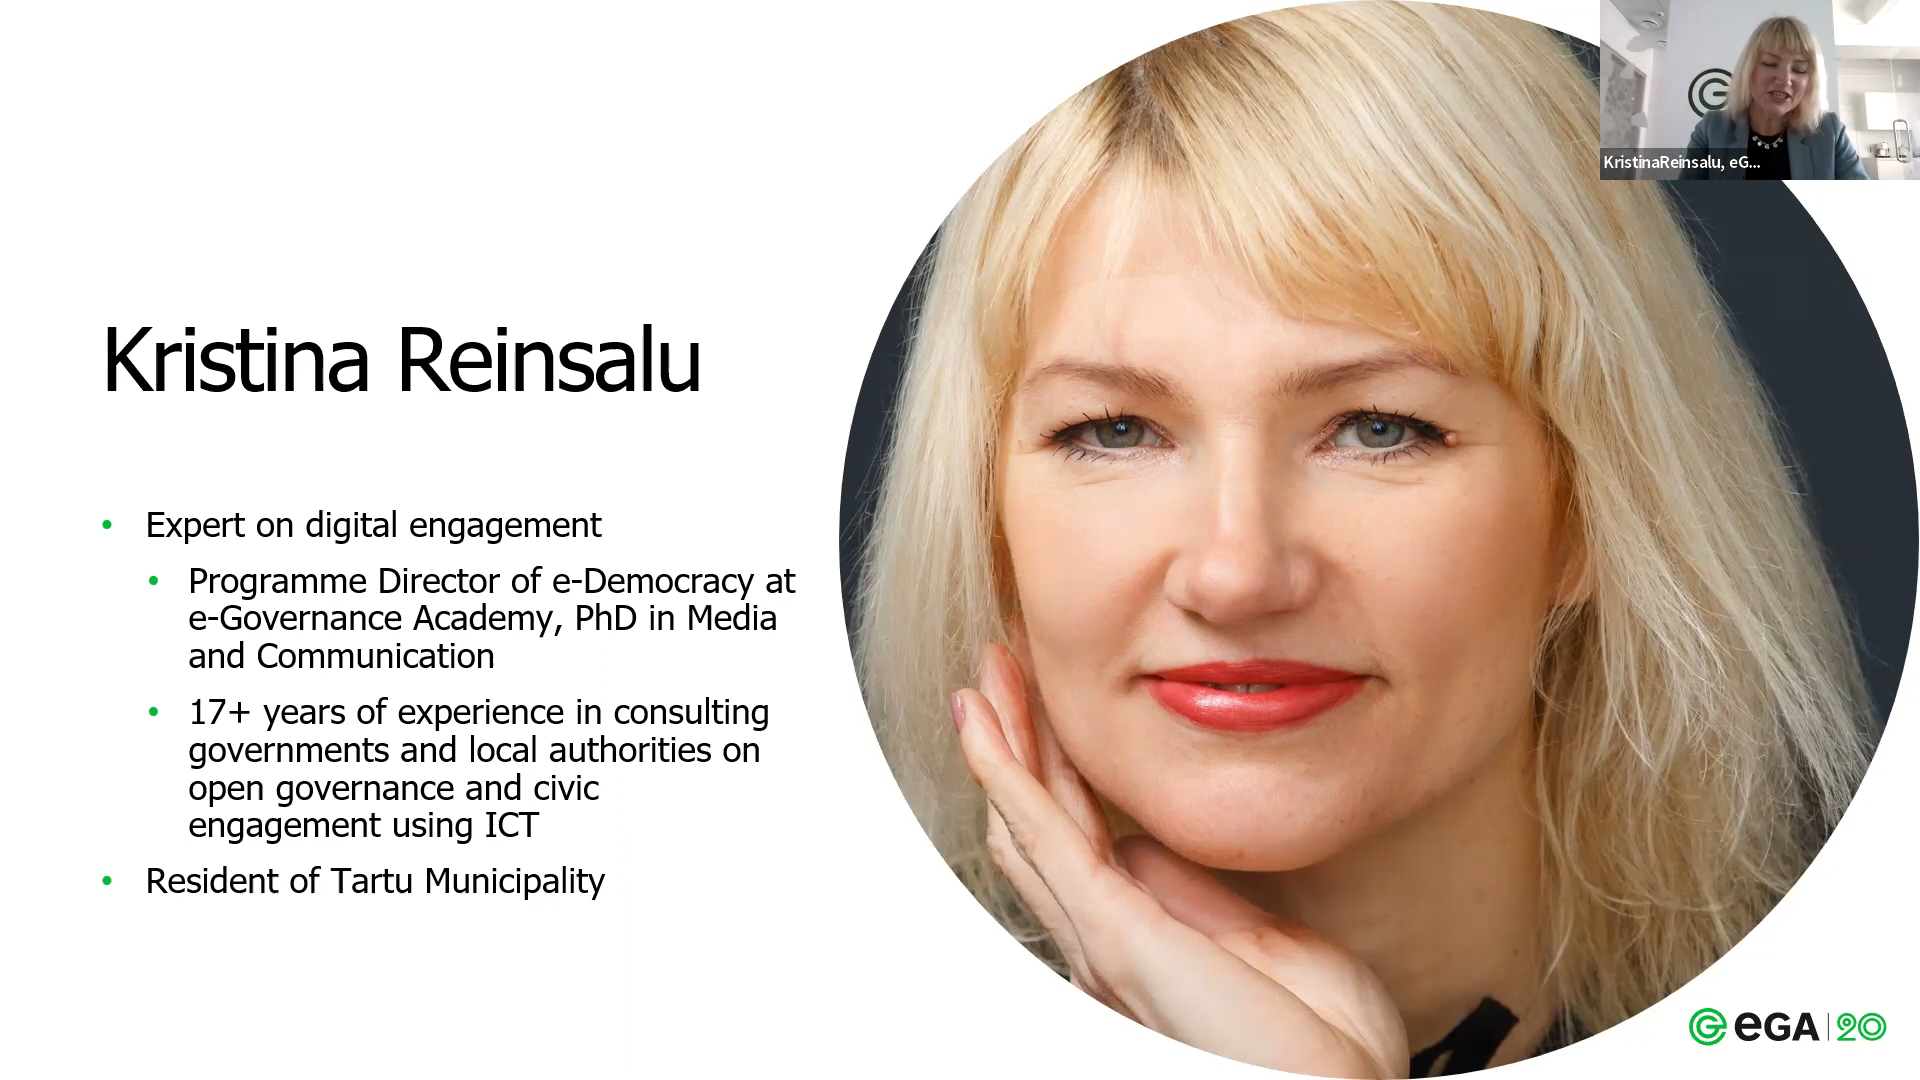 KristinaReinsalu, eG...
Kristina Reinsalu
• Expert on digital engagement
• Programme Director of e-Democracy at
e-Governance Academy, PhD in Media
and Communication
• 17+ years of experience in consulting
governments and local authorities on
open governance and civic
engagement using ICT
• Resident of Tartu Municipality
eGA | 20